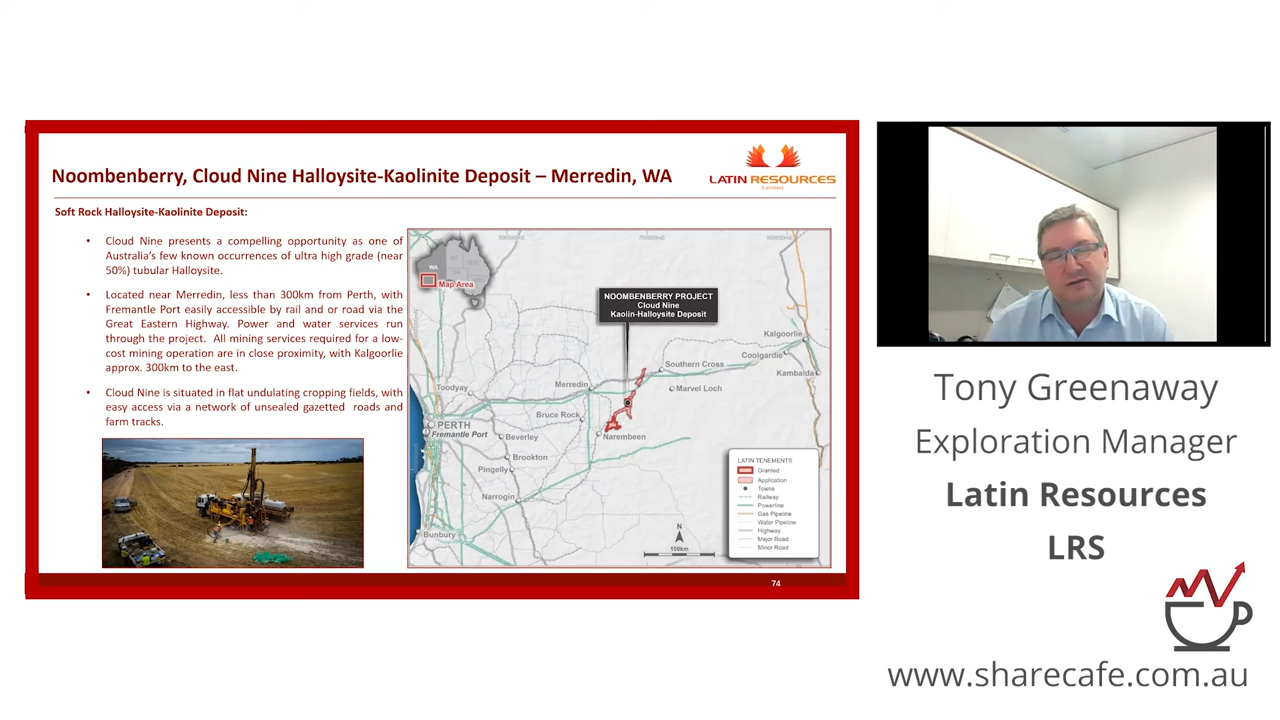 Noombenberry, Cloud Nine Halloysite-Kaolinite Deposit – Merredin, WA
LATIN RESOURCES
Limited
Soft Rock Halloysite-Kaolinite Deposit:
• Cloud Nine presents a compelling opportunity as one of
Australia's few known occurrences of ultra high grade (near
50%) tubular Halloysite.
• Located near Merredin, less than 300km from Perth, with
Fremantle Port easily accessible by rail and or road via the
Great Eastern Highway. Power and water services run
through the project. All mining services required for a low-
cost mining operation are in close proximity, with Kalgoorlie
approx. 300km to the east.
• Cloud Nine is situated in flat undulating cropping fields, with
easy access via a network of unsealed gazetted roads and
farm tracks.
WA
Map Area
NOOMBENBERRY PROJECT
Cloud Nine
Kaolin-Halloysite Deposit
Kalgoorlie
Coolgardie
Kambalda
Southern Cross
Marvel Loch
Merredin
Toodyay
Bruce Rock
PERTH
Fremantle Port
Beverley
Narembeen
Brookton
Pingelly
Narrogin
Bunbury
LATIN TENEMENTS
Granted
Application
Towns
Railway
Powerline
Gas Pipeline
Water Pipeline
Highway
Major Road
Minor Road
N
100km
74
Tony Greenaway
Exploration Manager
Latin Resources
LRS
www.sharecafe.com.au